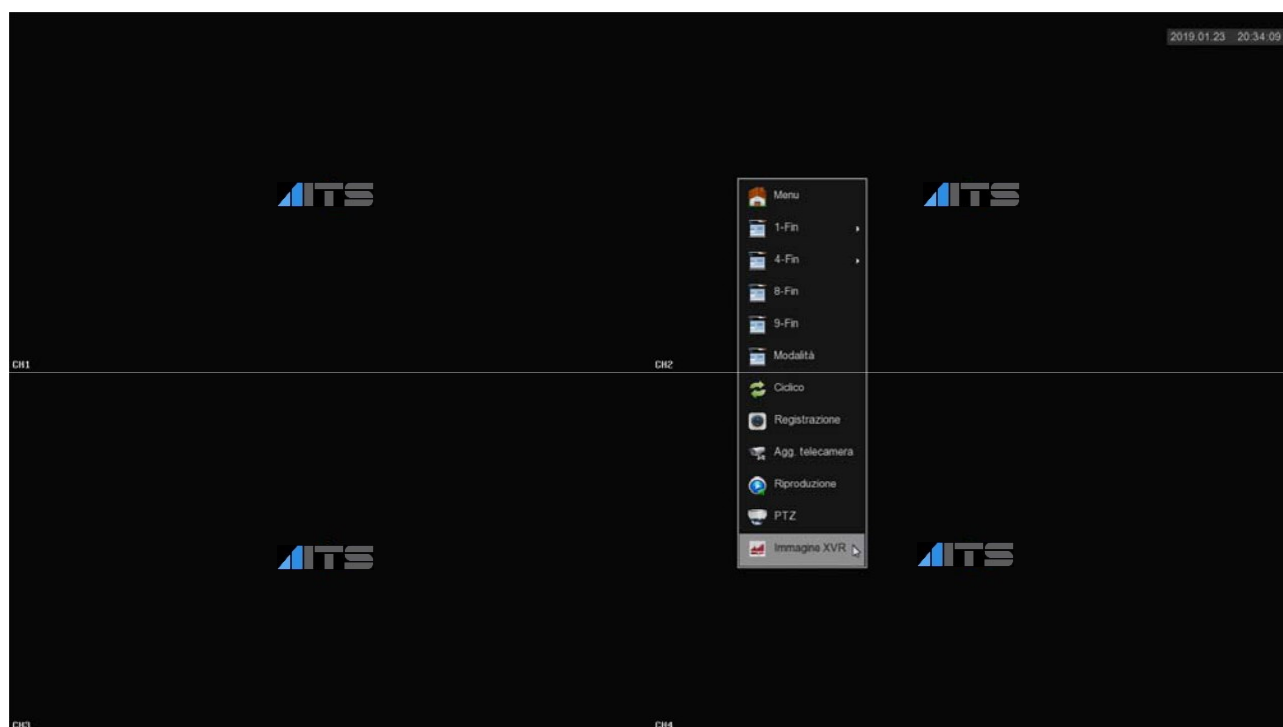 2019.01.23 20:34:09
ITS
ITS
Menu
1-Fin
4-Fin
8-Fin
9-Fin
Modalità
CH1
CH2
Ciclico
Registrazione
Agg. telecamera
Riproduzione
PTZ
Immagine XVR
ITS
ITS
CH3
CH4